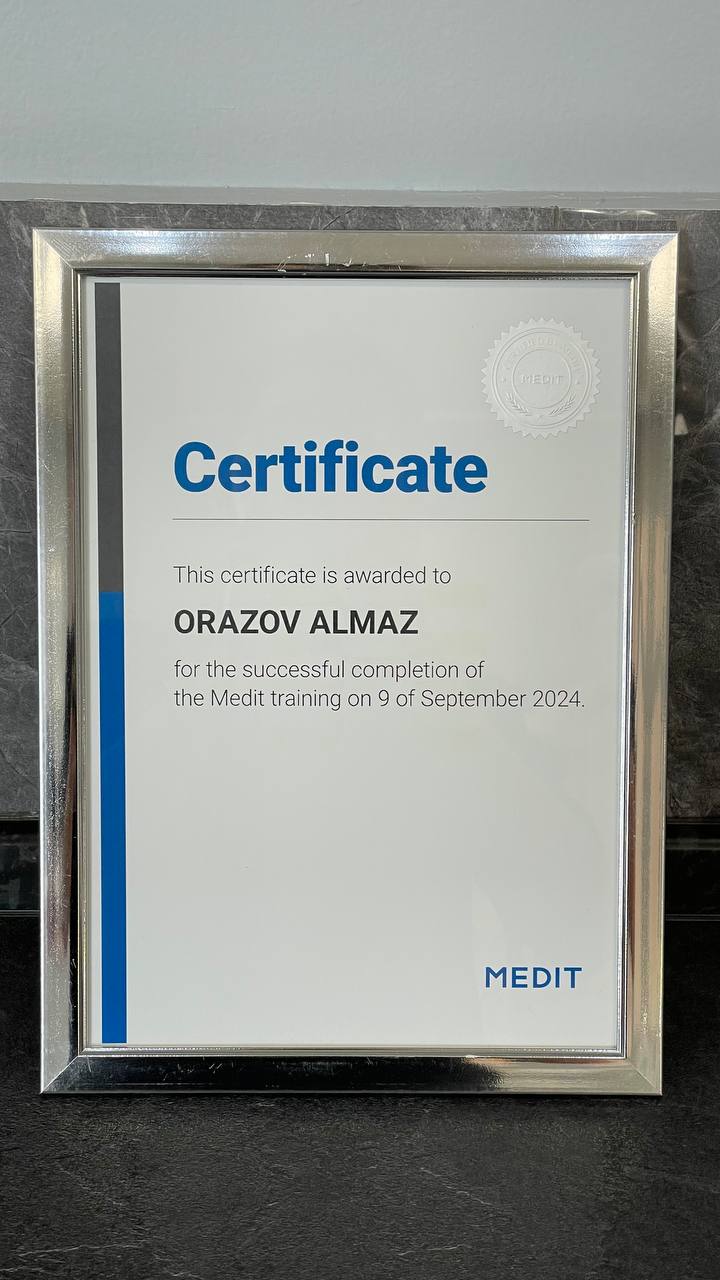 MEDIT
Certificate
This certificate is awarded to
ORAZOV ALMAZ
for the successful completion of
the Medit training on 9 of September 2024.
MEDIT